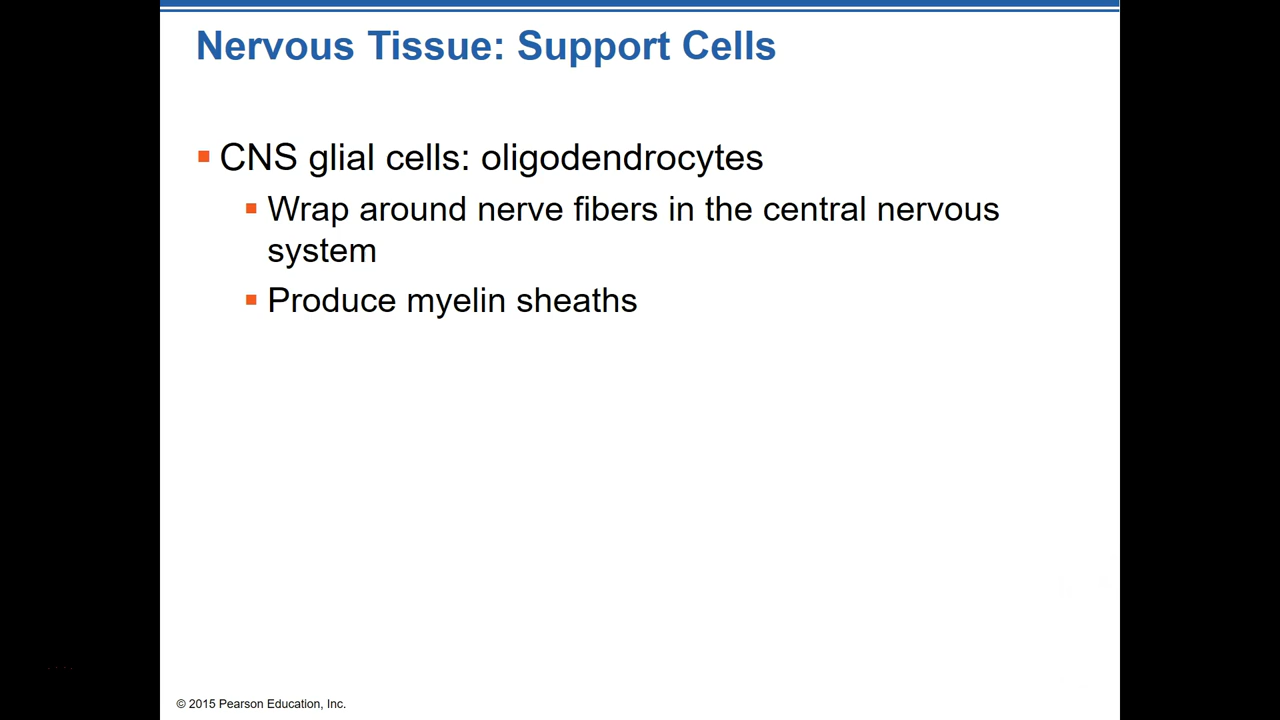 Nervous Tissue: Support Cells
CNS glial cells: oligodendrocytes
Wrap around nerve fibers in the central nervous
system
Produce myelin sheaths
© 2015 Pearson Education, Inc.